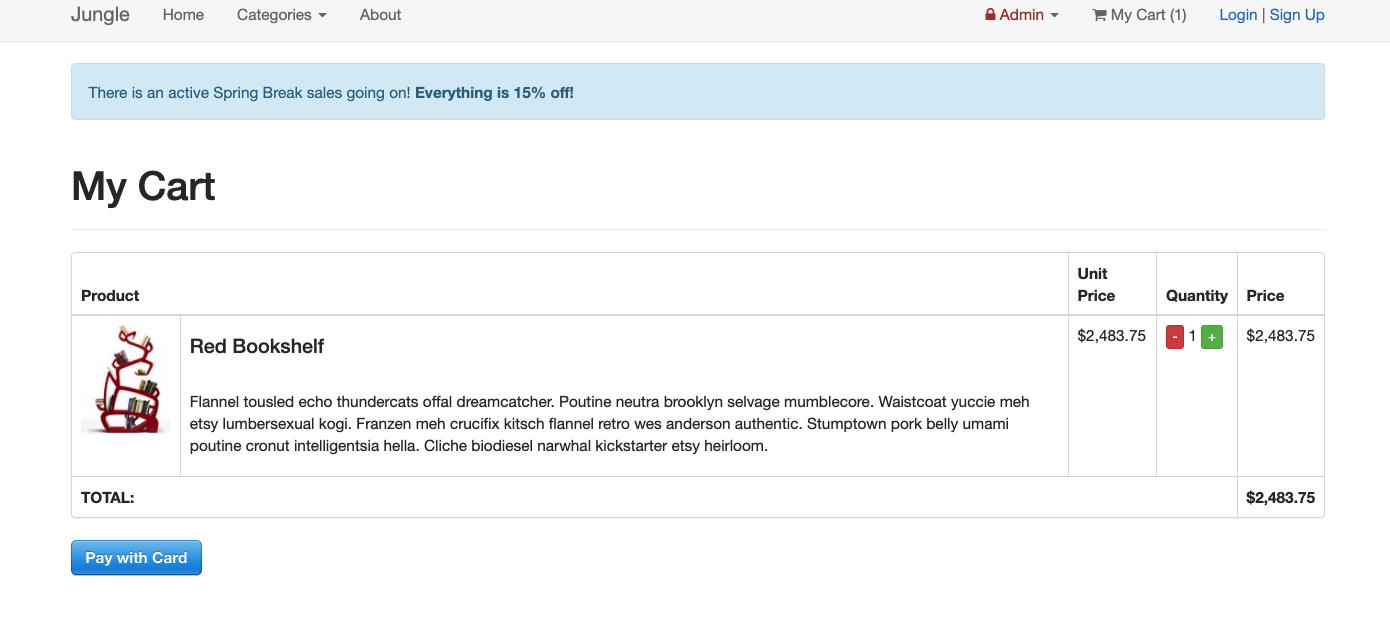 Jungle Home Categories About Admin My Cart (1) Login | Sign Up
There is an active Spring Break sales going on! Everything is 15% off!
My Cart
Product Unit Price Quantity Price
Red Bookshelf $2,483.75 - 1 + $2,483.75
Flannel tousled echo thundercats offal dreamcatcher. Poutine neutra brooklyn selvage mumblecore. Waistcoat yuccie meh
etsy lumbersexual kogi. Franzen meh crucifix kitsch flannel retro wes anderson authentic. Stumptown pork belly umami
poutine cronut intelligentsia hella. Cliche biodiesel narwhal kickstarter etsy heirloom.
TOTAL: $2,483.75
Pay with Card